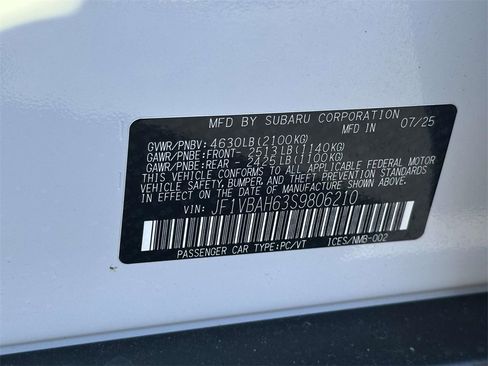 MFD BY SUBARU CORPORATION
MFD IN 07/25
GVWR/PNBV: 4630LB(2100KG)
GAWR/PNBE:FRONT- 2513LB(1140KG)
GAWR/PNBE:REAR - 2425LB(1100KG)
THIS VEHICLE CONFORMS TO ALL APPLICABLE FEDERAL MOTOR
VEHICLE SAFETY, BUMPER, AND THEFT PREVENTION STANDARDS
IN EFFECT ON THE DATE OF MANUFACTURE SHOWN ABOVE.
VIN: JF1VBAH63S9806210
PASSENGER CAR TYPE:PC/VT ICES/NMB-002